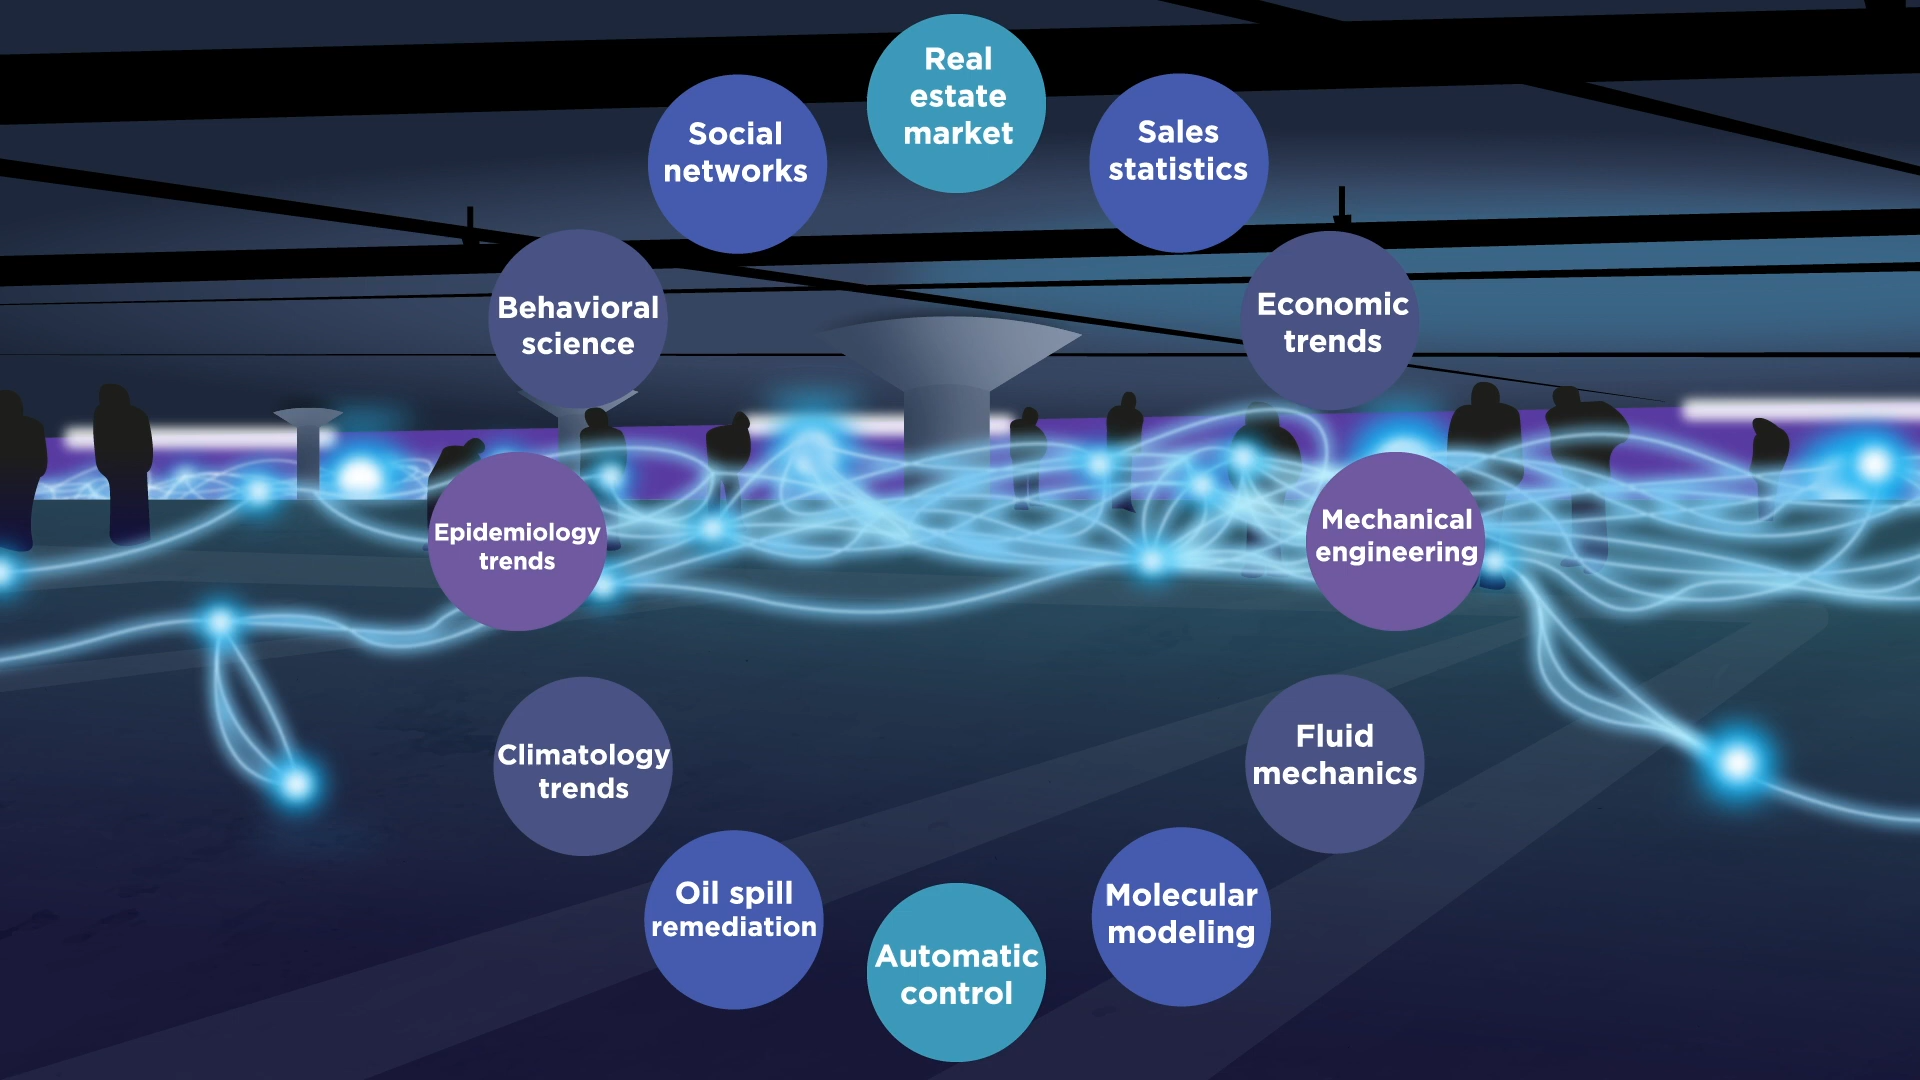 Real
estate
market
Sales
statistics
Economic
trends
Mechanical
engineering
Fluid
mechanics
Molecular
modeling
Automatic
control
Oil spill
remediation
Climatology
trends
Epidemiology
trends
Behavioral
science
Social
networks